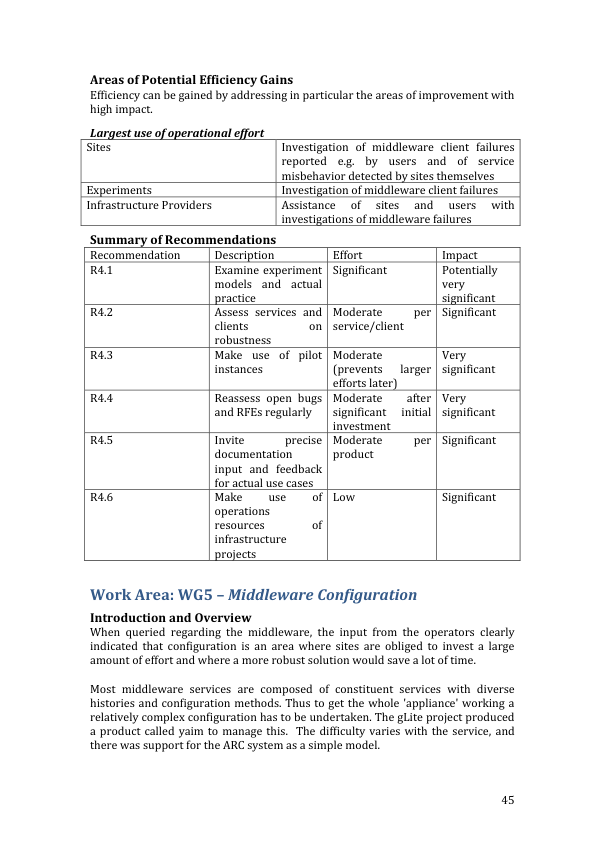 Areas of Potential Efficiency Gains
Efficiency can be gained by addressing in particular the areas of improvement with
high impact.
Largest use of operational effort
Sites
Investigation of middleware client failures
reported e.g. by users and of service
misbehavior detected by sites themselves
Experiments
Investigation of middleware client failures
Infrastructure Providers
Assistance of sites and users with
investigations of middleware failures
Summary of Recommendations
Recommendation Description Effort Impact
R4.1
Examine experiment
models and actual
practice
Significant
Potentially
very
significant
R4.2
Assess services and
clients on
robustness
Moderate per
service/client
Significant
R4.3
Make use of pilot
instances
Moderate
(prevents larger
efforts later)
Very
significant
R4.4
Reassess open bugs
and RFEs regularly
Moderate after
significant initial
investment
Very
significant
R4.5
Invite precise
documentation
input and feedback
for actual use cases
Moderate per
product
Significant
R4.6
Make use of
operations
resources of
infrastructure
projects
Low
Significant
Work Area: WG5 – Middleware Configuration
Introduction and Overview
When queried regarding the middleware, the input from the operators clearly
indicated that configuration is an area where sites are obliged to invest a large
amount of effort and where a more robust solution would save a lot of time.
Most middleware services are composed of constituent services with diverse
histories and configuration methods. Thus to get the whole 'appliance' working a
relatively complex configuration has to be undertaken. The gLite project produced
a product called yaim to manage this.  The difficulty varies with the service, and
there was support for the ARC system as a simple model.
45